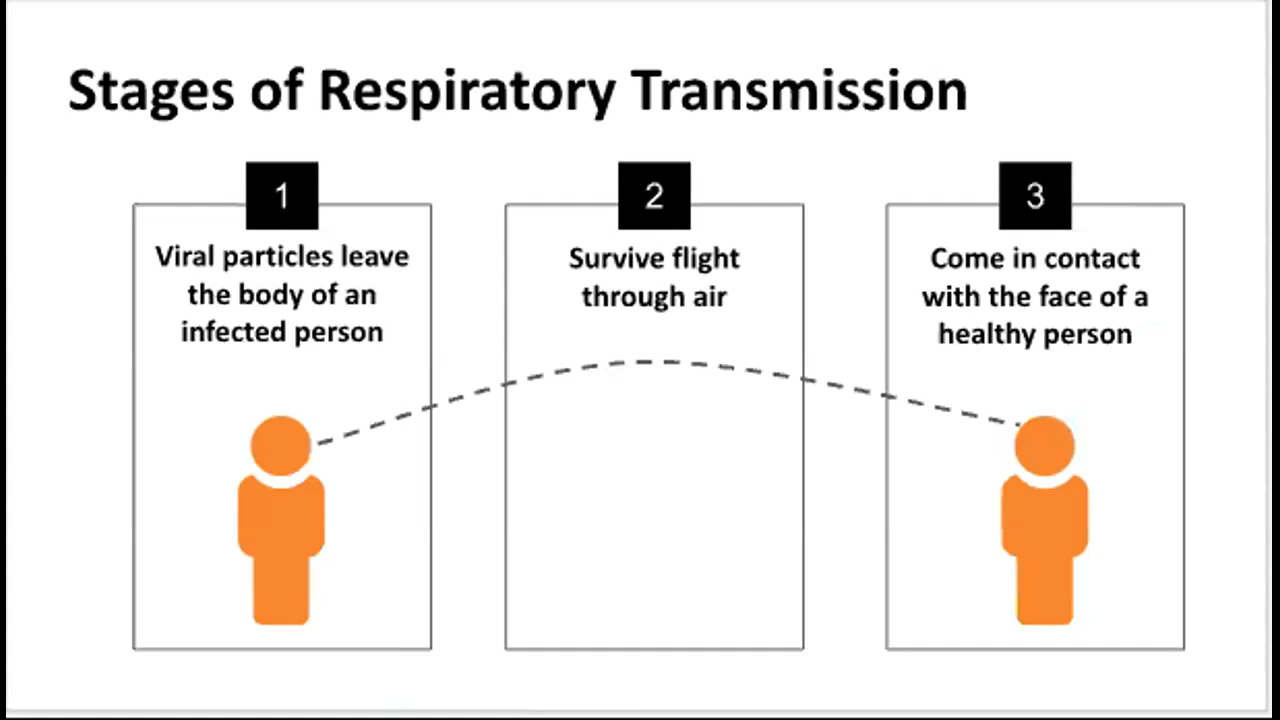 Stages of Respiratory Transmission
1
Viral particles leave
the body of an
infected person
2
Survive flight
through air
3
Come in contact
with the face of a
healthy person